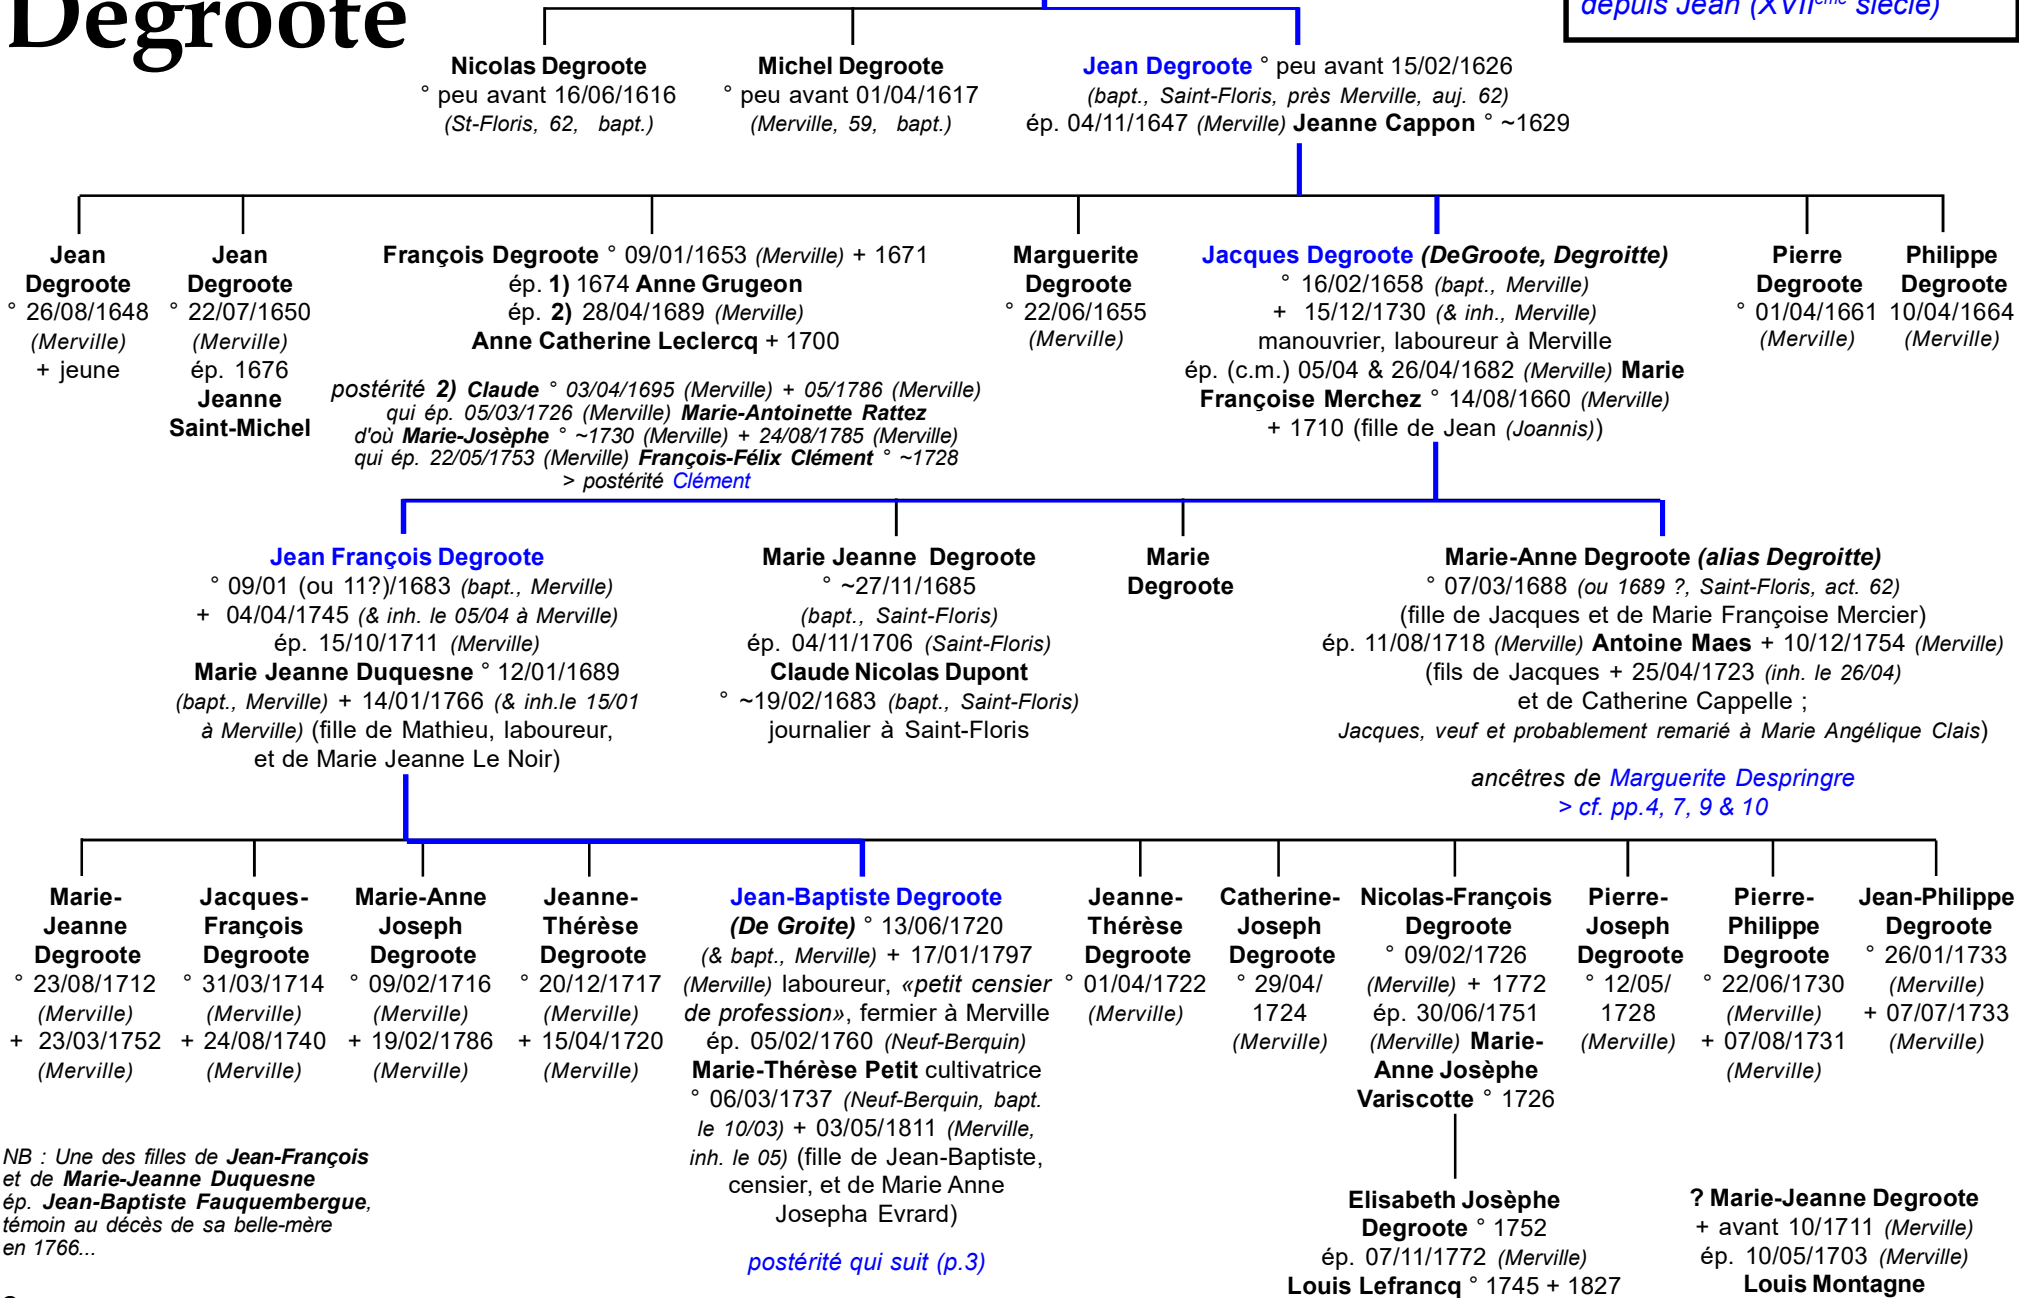 Degroote
depuis Jean (XVIIème siècle)
Nicolas Degroote
° peu avant 16/06/1616
(St-Floris, 62, bapt.)
Michel Degroote
° peu avant 01/04/1617
(Merville, 59, bapt.)
Jean Degroote ° peu avant 15/02/1626
(bapt., Saint-Floris, près Merville, auj. 62)
ép. 04/11/1647 (Merville) Jeanne Cappon ° ~1629
Jean
Degroote
° 26/08/1648
(Merville)
+ jeune
Jean
Degroote
° 22/07/1650
(Merville)
ép. 1676
Jeanne
Saint-Michel
François Degroote ° 09/01/1653 (Merville) + 1671
ép. 1) 1674 Anne Grugeon
ép. 2) 28/04/1689 (Merville)
Anne Catherine Leclercq + 1700
postérité 2) Claude ° 03/04/1695 (Merville) + 05/1786 (Merville)
qui ép. 05/03/1726 (Merville) Marie-Antoinette Rattez
d'où Marie-Josèphe ° ~1730 (Merville) + 24/08/1785 (Merville)
qui ép. 22/05/1753 (Merville) François-Félix Clément ° ~1728
> postérité Clément
Marguerite
Degroote
° 22/06/1655
(Merville)
Jacques Degroote (DeGroote, Degroitte)
° 16/02/1658 (bapt., Merville)
+ 15/12/1730 (& inh., Merville)
manouvrier, laboureur à Merville
ép. (c.m.) 05/04 & 26/04/1682 (Merville) Marie
Françoise Merchez ° 14/08/1660 (Merville)
+ 1710 (fille de Jean (Joannis))
Pierre
Degroote
° 01/04/1661
(Merville)
Philippe
Degroote
10/04/1664
(Merville)
Jean François Degroote
° 09/01 (ou 11?)/1683 (bapt., Merville)
+ 04/04/1745 (& inh. le 05/04 à Merville)
ép. 15/10/1711 (Merville)
Marie Jeanne Duquesne ° 12/01/1689
(bapt., Merville) + 14/01/1766 (& inh.le 15/01
à Merville) (fille de Mathieu, laboureur,
et de Marie Jeanne Le Noir)
Marie Jeanne Degroote
° ~27/11/1685
(bapt., Saint-Floris)
ép. 04/11/1706 (Saint-Floris)
Claude Nicolas Dupont
° ~19/02/1683 (bapt., Saint-Floris)
journalier à Saint-Floris
Marie
Degroote
Marie-Anne Degroote (alias Degroitte)
° 07/03/1688 (ou 1689 ?, Saint-Floris, act. 62)
(fille de Jacques et de Marie Françoise Mercier)
ép. 11/08/1718 (Merville) Antoine Maes + 10/12/1754 (Merville)
(fils de Jacques + 25/04/1723 (inh. le 26/04)
et de Catherine Cappelle ;
Jacques, veuf et probablement remarié à Marie Angélique Clais)
ancêtres de Marguerite Despringre
> cf. pp.4, 7, 9 & 10
Marie-
Jeanne
Degroote
° 23/08/1712
(Merville)
+ 23/03/1752
(Merville)
Jacques-
François
Degroote
° 31/03/1714
(Merville)
+ 24/08/1740
(Merville)
Marie-Anne
Joseph
Degroote
° 09/02/1716
(Merville)
+ 19/02/1786
(Merville)
Jeanne-
Thérèse
Degroote
° 20/12/1717
(Merville)
+ 15/04/1720
(Merville)
Jean-Baptiste Degroote
(De Groite) ° 13/06/1720
(& bapt., Merville) + 17/01/1797
(Merville) laboureur, «petit censier
de profession», fermier à Merville
ép. 05/02/1760 (Neuf-Berquin)
Marie-Thérèse Petit cultivatrice
° 06/03/1737 (Neuf-Berquin, bapt.
le 10/03) + 03/05/1811 (Merville,
inh. le 05) (fille de Jean-Baptiste,
censier, et de Marie Anne
Josepha Evrard)
postérité qui suit (p.3)
Jeanne-
Thérèse
Degroote
° 01/04/1722
(Merville)
Catherine-
Joseph
Degroote
° 29/04/
1724
(Merville)
Nicolas-François
Degroote
° 09/02/1726
(Merville) + 1772
ép. 30/06/1751
(Merville) Marie-
Anne Josèphe
Variscotte ° 1726
Pierre-
Joseph
Degroote
° 12/05/
1728
(Merville)
Pierre-
Philippe
Degroote
° 22/06/1730
(Merville)
+ 07/08/1731
(Merville)
Jean-Philippe
Degroote
° 26/01/1733
(Merville)
+ 07/07/1733
(Merville)
NB : Une des filles de Jean-François
et de Marie-Jeanne Duquesne
ép. Jean-Baptiste Fauquembergue,
témoin au décès de sa belle-mère
en 1766...
Elisabeth Josèphe
Degroote ° 1752
ép. 07/11/1772 (Merville)
Louis Lefrancq ° 1745 + 1827
? Marie-Jeanne Degroote
+ avant 10/1711 (Merville)
ép. 10/05/1703 (Merville)
Louis Montagne